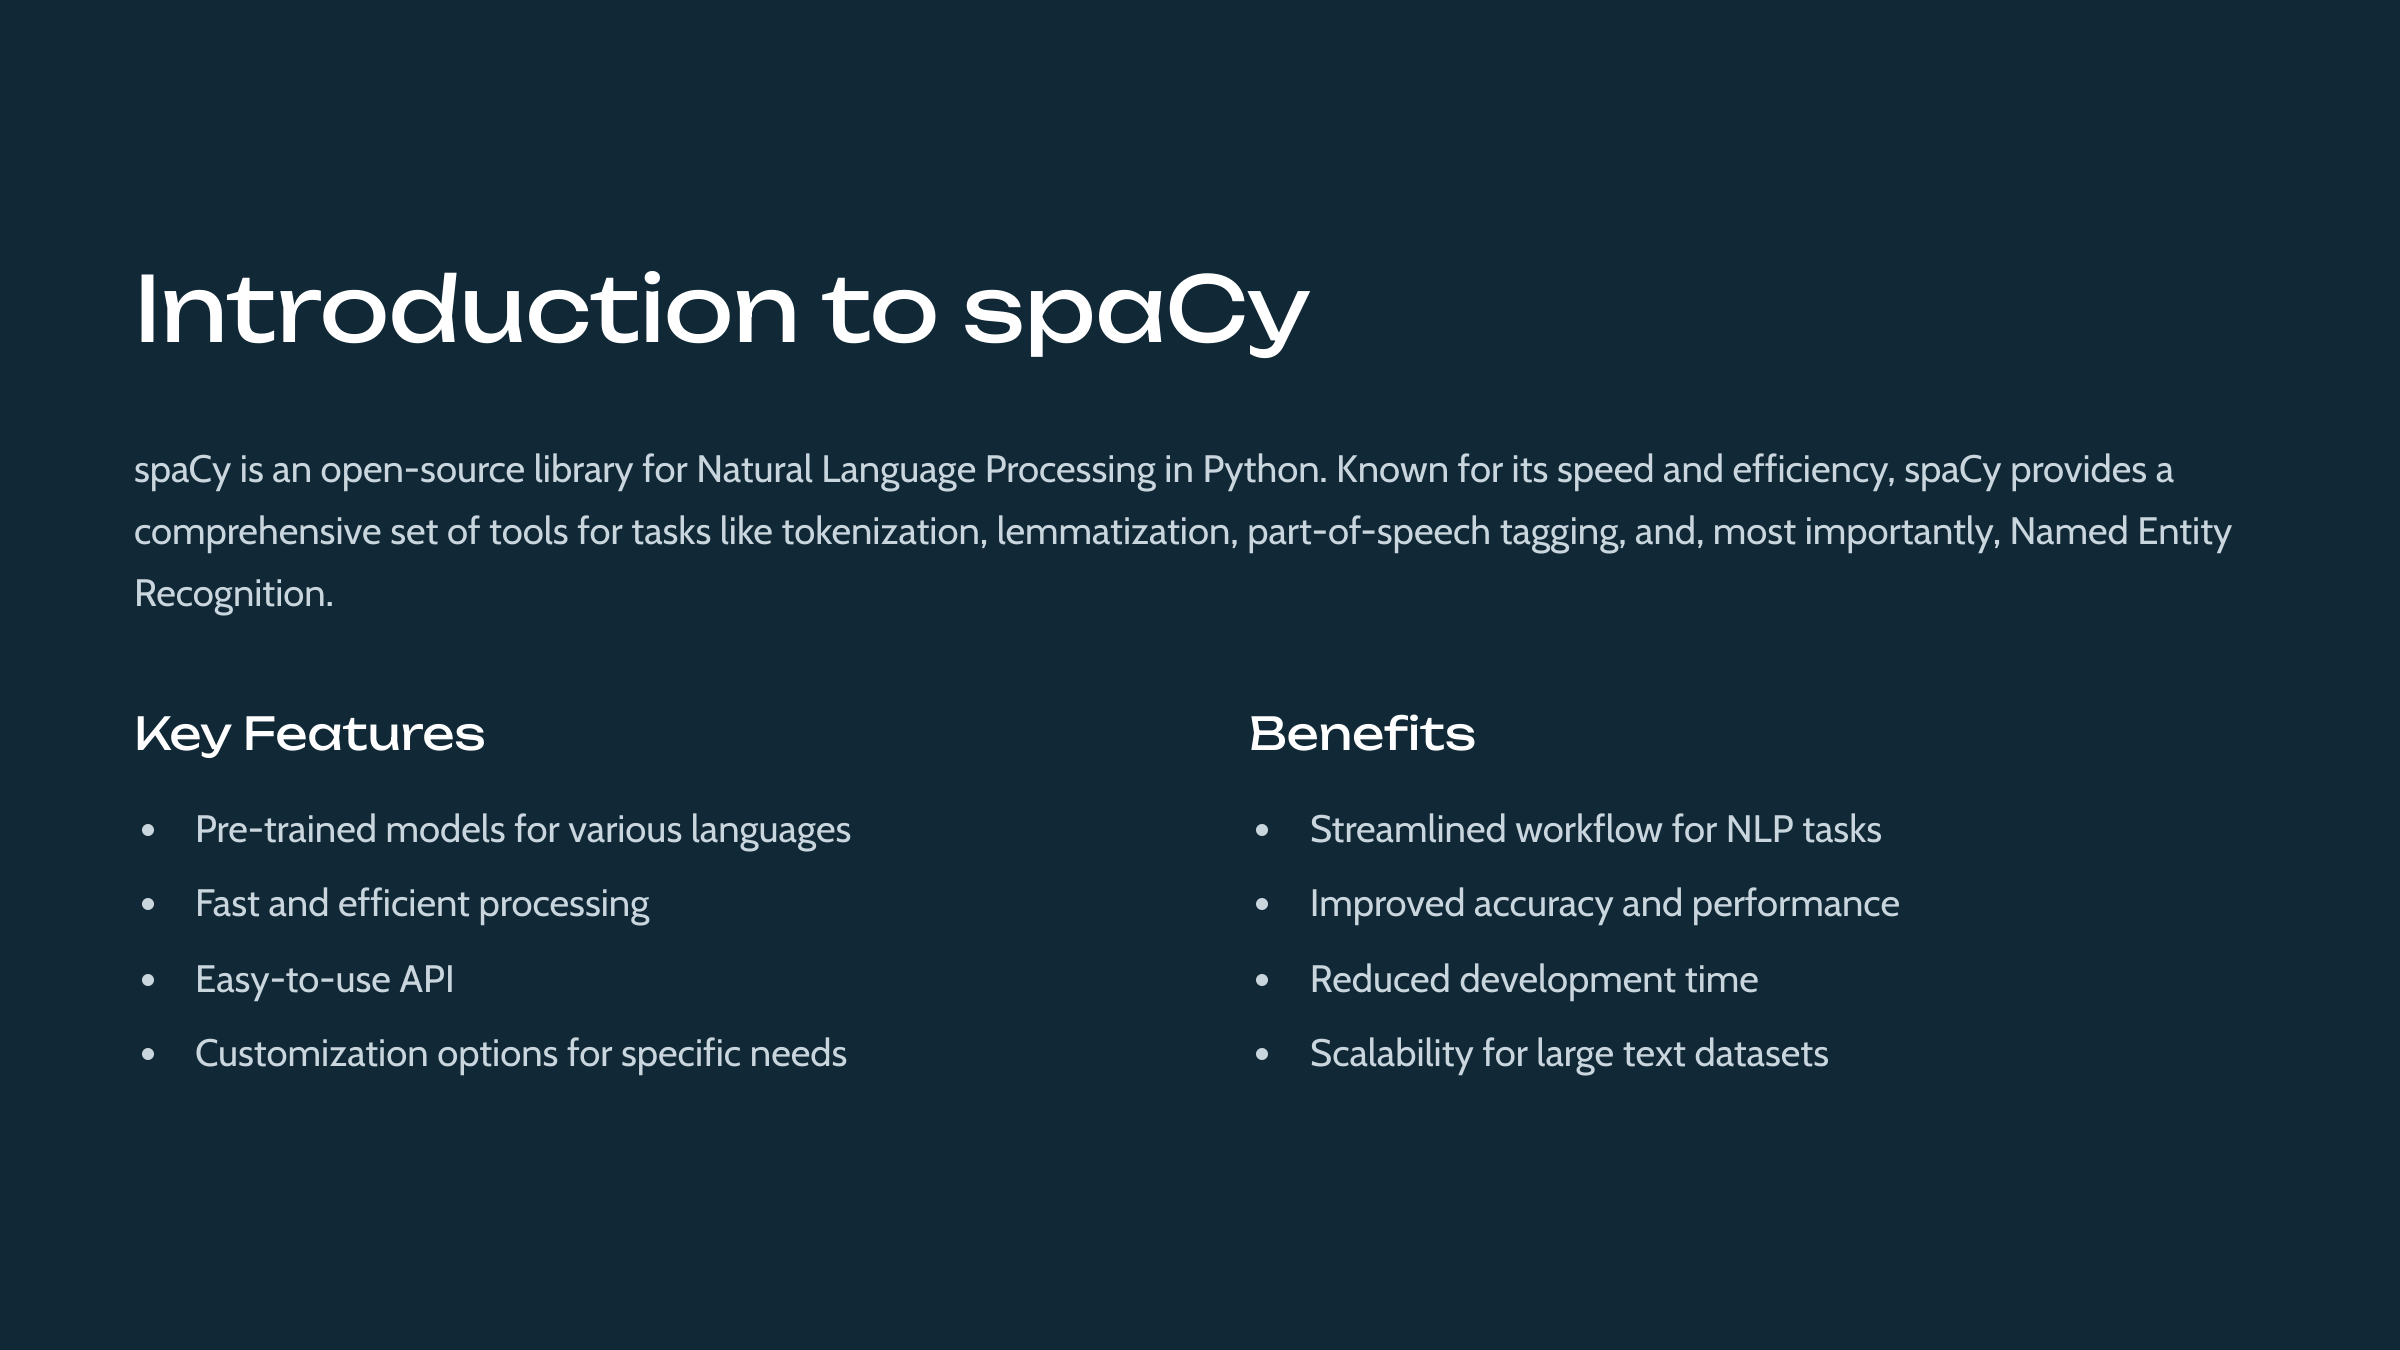 Introduction to spaCy
spaCy is an open-source library for Natural Language Processing in Python. Known for its speed and efficiency, spaCy provides a
comprehensive set of tools for tasks like tokenization, lemmatization, part-of-speech tagging, and, most importantly, Named Entity
Recognition.
Key Features
• Pre-trained models for various languages
• Fast and efficient processing
• Easy-to-use API
• Customization options for specific needs
Benefits
• Streamlined workflow for NLP tasks
• Improved accuracy and performance
• Reduced development time
• Scalability for large text datasets